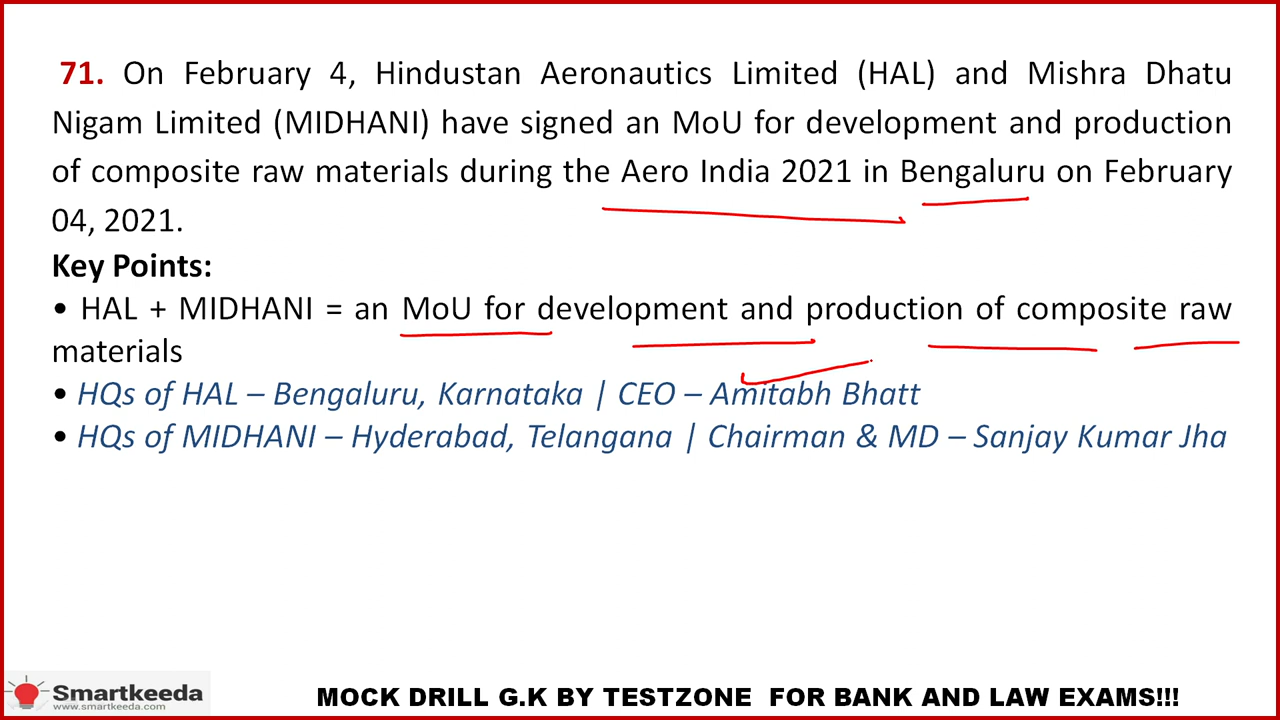 71. On February 4, Hindustan Aeronautics Limited (HAL) and Mishra Dhatu
Nigam Limited (MIDHANI) have signed an MoU for development and production
of composite raw materials during the Aero India 2021 in Bengaluru on February
04, 2021.
Key Points:
• HAL + MIDHANI = an MoU for development and production of composite raw
materials
• HQs of HAL – Bengaluru, Karnataka | CEO – Amitabh Bhatt
• HQs of MIDHANI – Hyderabad, Telangana | Chairman & MD – Sanjay Kumar Jha
Smartkeeda
www.smartkeeda.com
MOCK DRILL G.K BY TESTZONE FOR BANK AND LAW EXAMS!!!